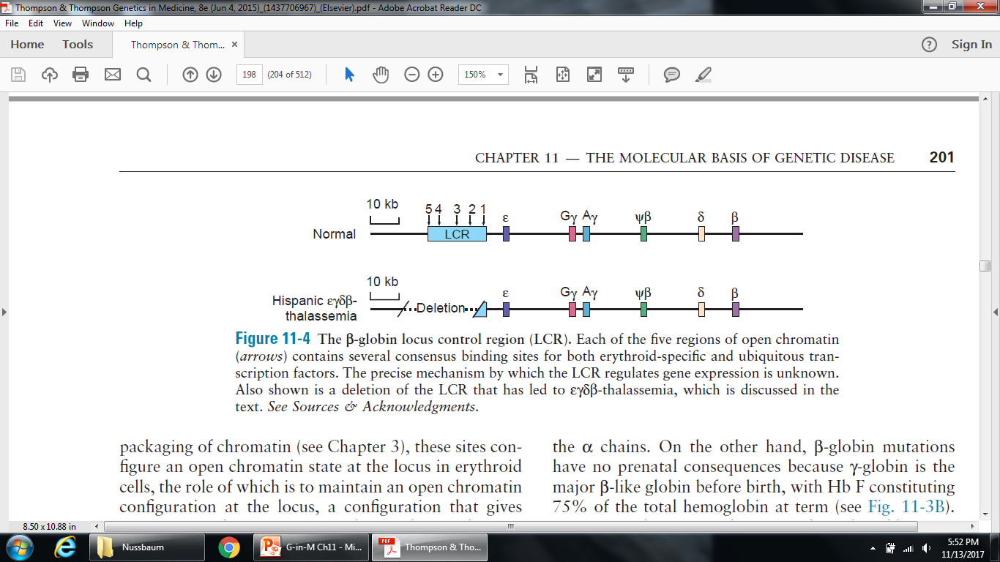 Thompson & Thompson Genetics in Medicine, 8e (Jun 4, 2015)_(1437706967)_(Elsevier).pdf - Adobe Acrobat Reader DC
File Edit View Window Help
Home Tools Thompson & Thom... × ? Sign In
198 (204 of 512) 150%
CHAPTER 11 — THE MOLECULAR BASIS OF GENETIC DISEASE 201
10 kb
5 4 3 2 1 ε Gγ Aγ ψβ δ β
Normal LCR
10 kb
ε Gγ Aγ ψβ δ β
Hispanic εγδβ-
thalassemia
Deletion
Figure 11-4 The β-globin locus control region (LCR). Each of the five regions of open chromatin
(arrows) contains several consensus binding sites for both erythroid-specific and ubiquitous tran-
scription factors. The precise mechanism by which the LCR regulates gene expression is unknown.
Also shown is a deletion of the LCR that has led to εγδβ-thalassemia, which is discussed in the
text. See Sources & Acknowledgments.
packaging of chromatin (see Chapter 3), these sites con-
figure an open chromatin state at the locus in erythroid
cells, the role of which is to maintain an open chromatin
configuration at the locus, a configuration that gives
the α chains. On the other hand, β-globin mutations
have no prenatal consequences because γ-globin is the
major β-like globin before birth, with Hb F constituting
75% of the total hemoglobin at term (see Fig. 11-3B).
8.50 x 10.88 in
Nussbaum G-in-M Ch11 - Mi... PDF Thompson & Tho... 5:52 PM
11/13/2017